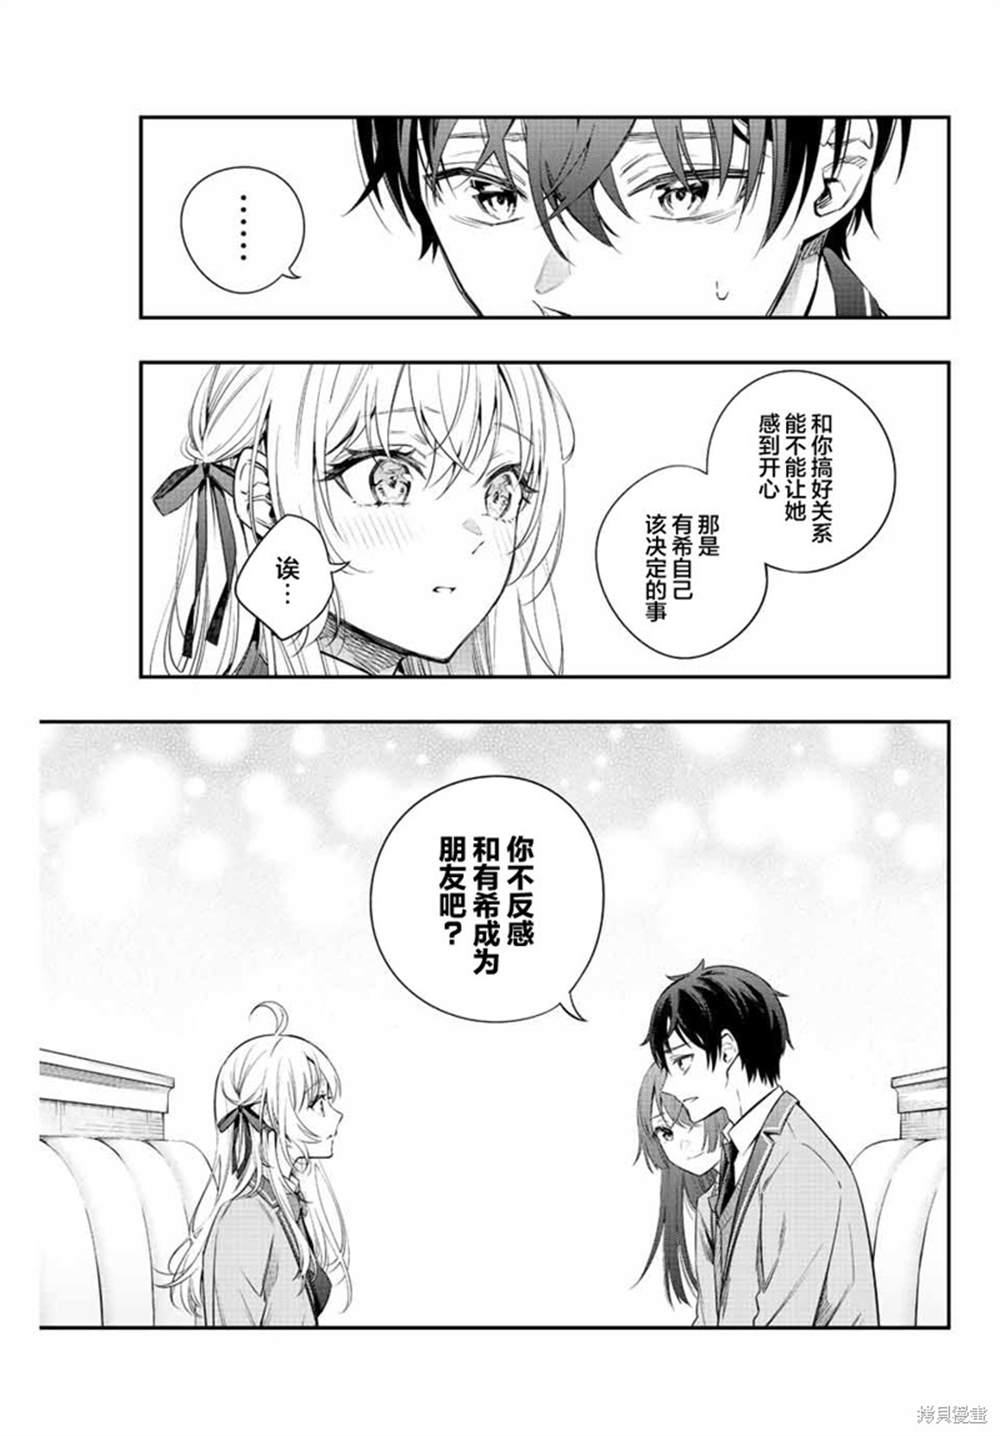 ……
和你搞好关系
能不能让她
感到开心
那是
有希自己
该决定的事
诶…
你不反感
和有希成为
朋友吧？
拷貝漫畫